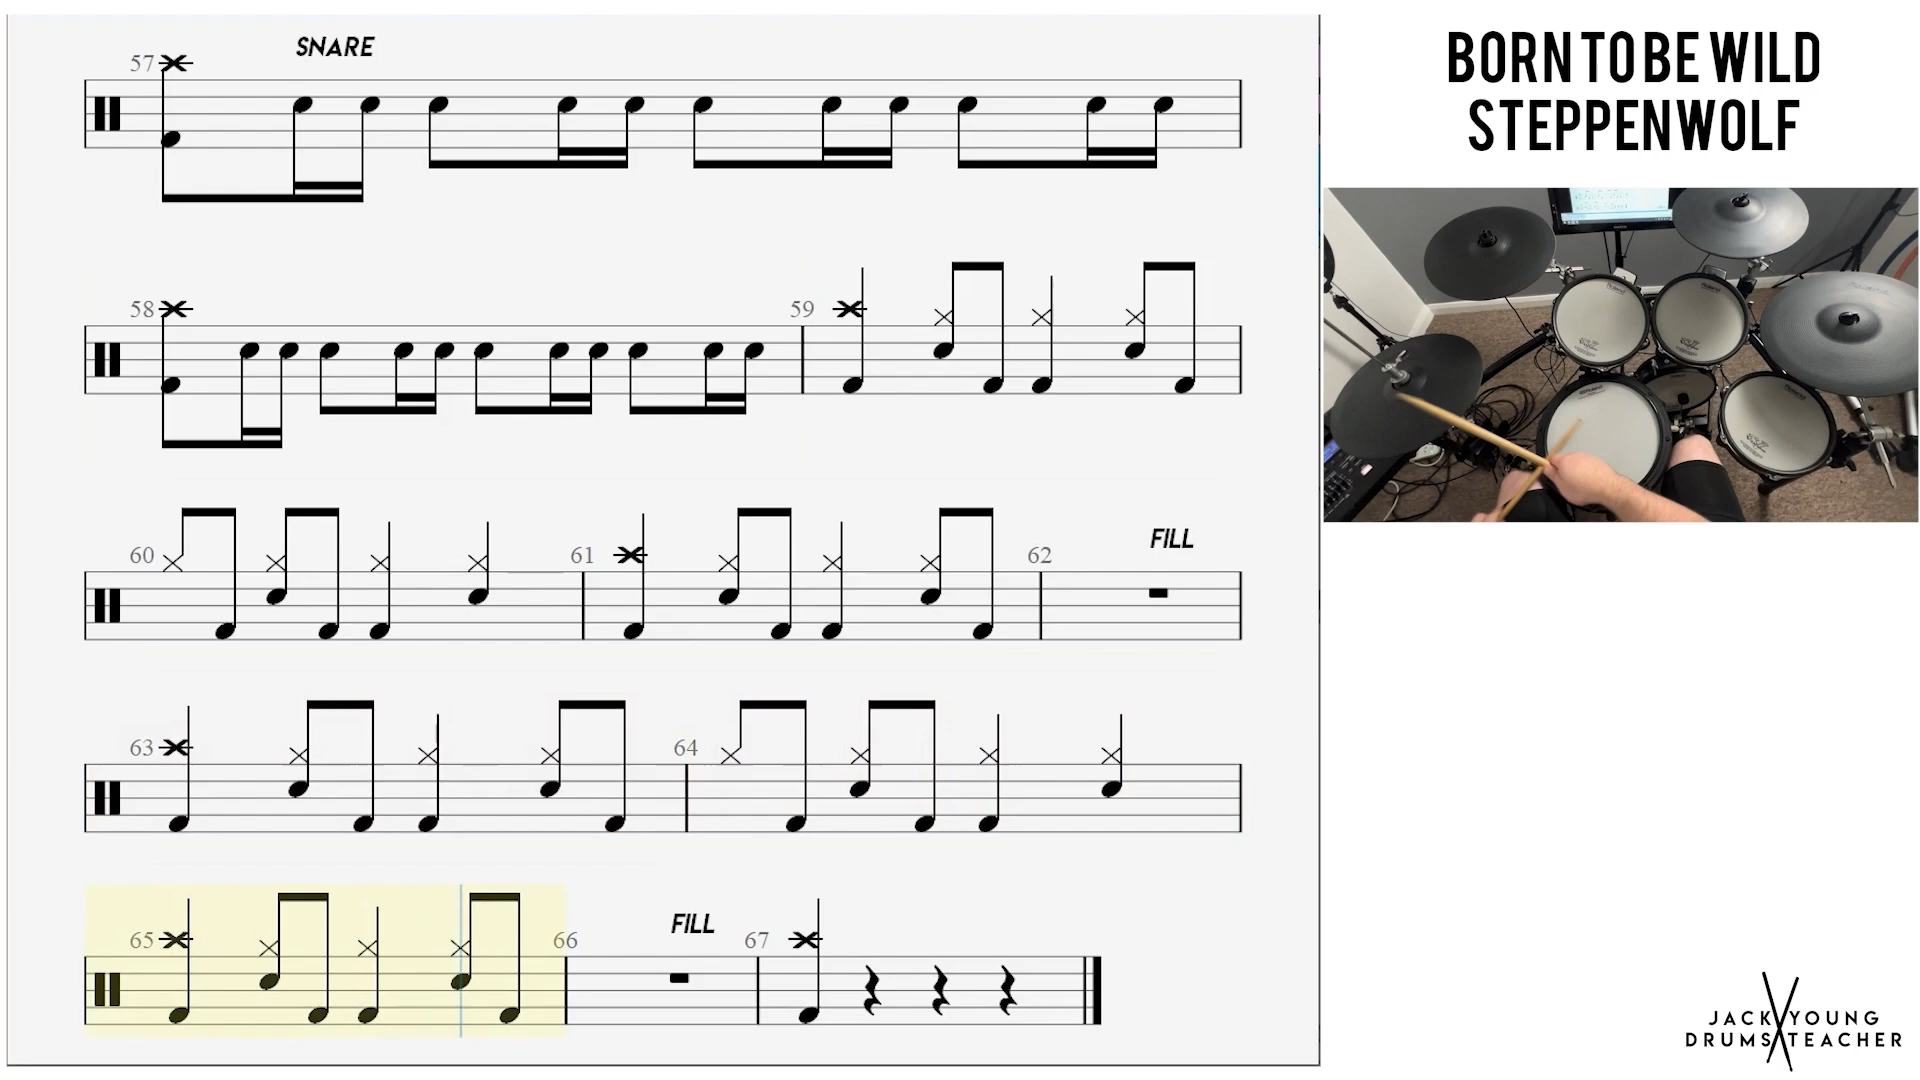 BORN TO BE WILD
STEPPENWOLF
57 SNARE
58 59
60 61 62 FILL
63 64
65 66 FILL 67
JACK YOUNG
DRUMS TEACHER